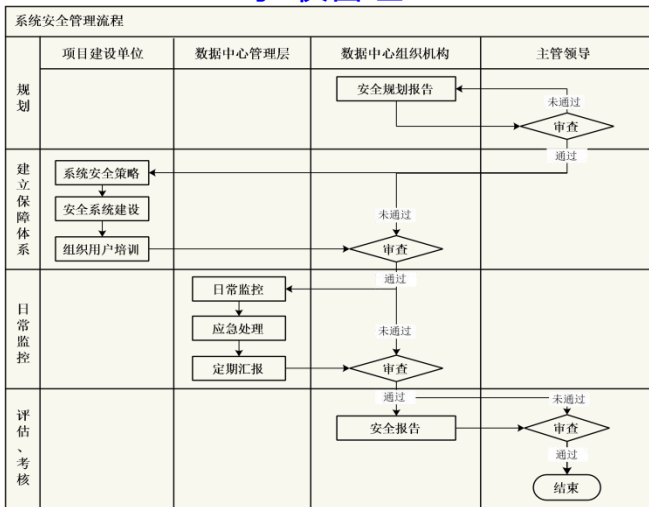 系统安全管理流程
项目建设单位 数据中心管理层 数据中心组织机构 主管领导
规划
安全规划报告
未通过
审查
通过
建立保障体系
系统安全策略
安全系统建设
未通过
组织用户培训
审查
通过
日常监控
日常监控
应急处理
未通过
定期汇报
审查
通过
未通过
评估、考核
安全报告
审查
通过
结束